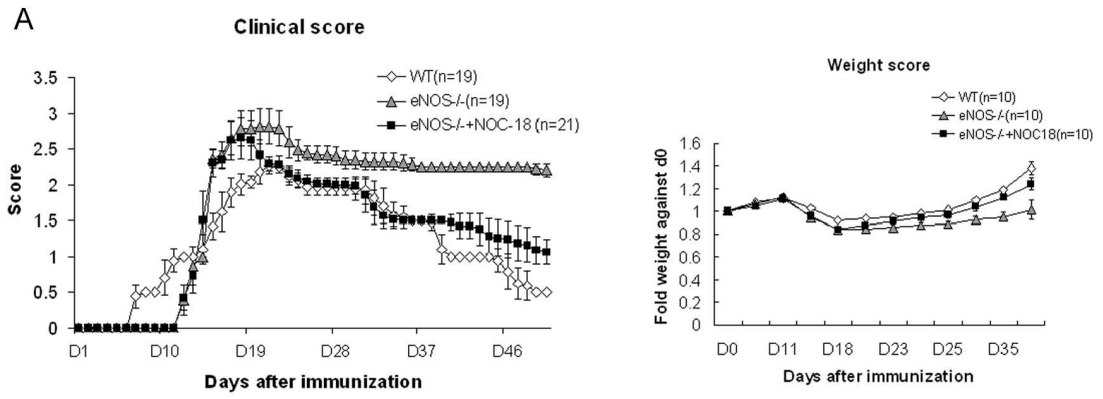 A
Clinical score
WT(n=19)
eNOS-/-(n=19)
eNOS-/-+NOC-18 (n=21)
3.5
3
2.5
2
1.5
1
0.5
0
Score
D1 D10 D19 D28 D37 D46
Days after immunization
Weight score
WT(n=10)
eNOS-/-(n=10)
eNOS-/-+NOC18(n=10)
1.6
1.4
1.2
1
0.8
0.6
0.4
0.2
0
Fold weight against d0
D0 D11 D18 D23 D25 D35
Days after immunization